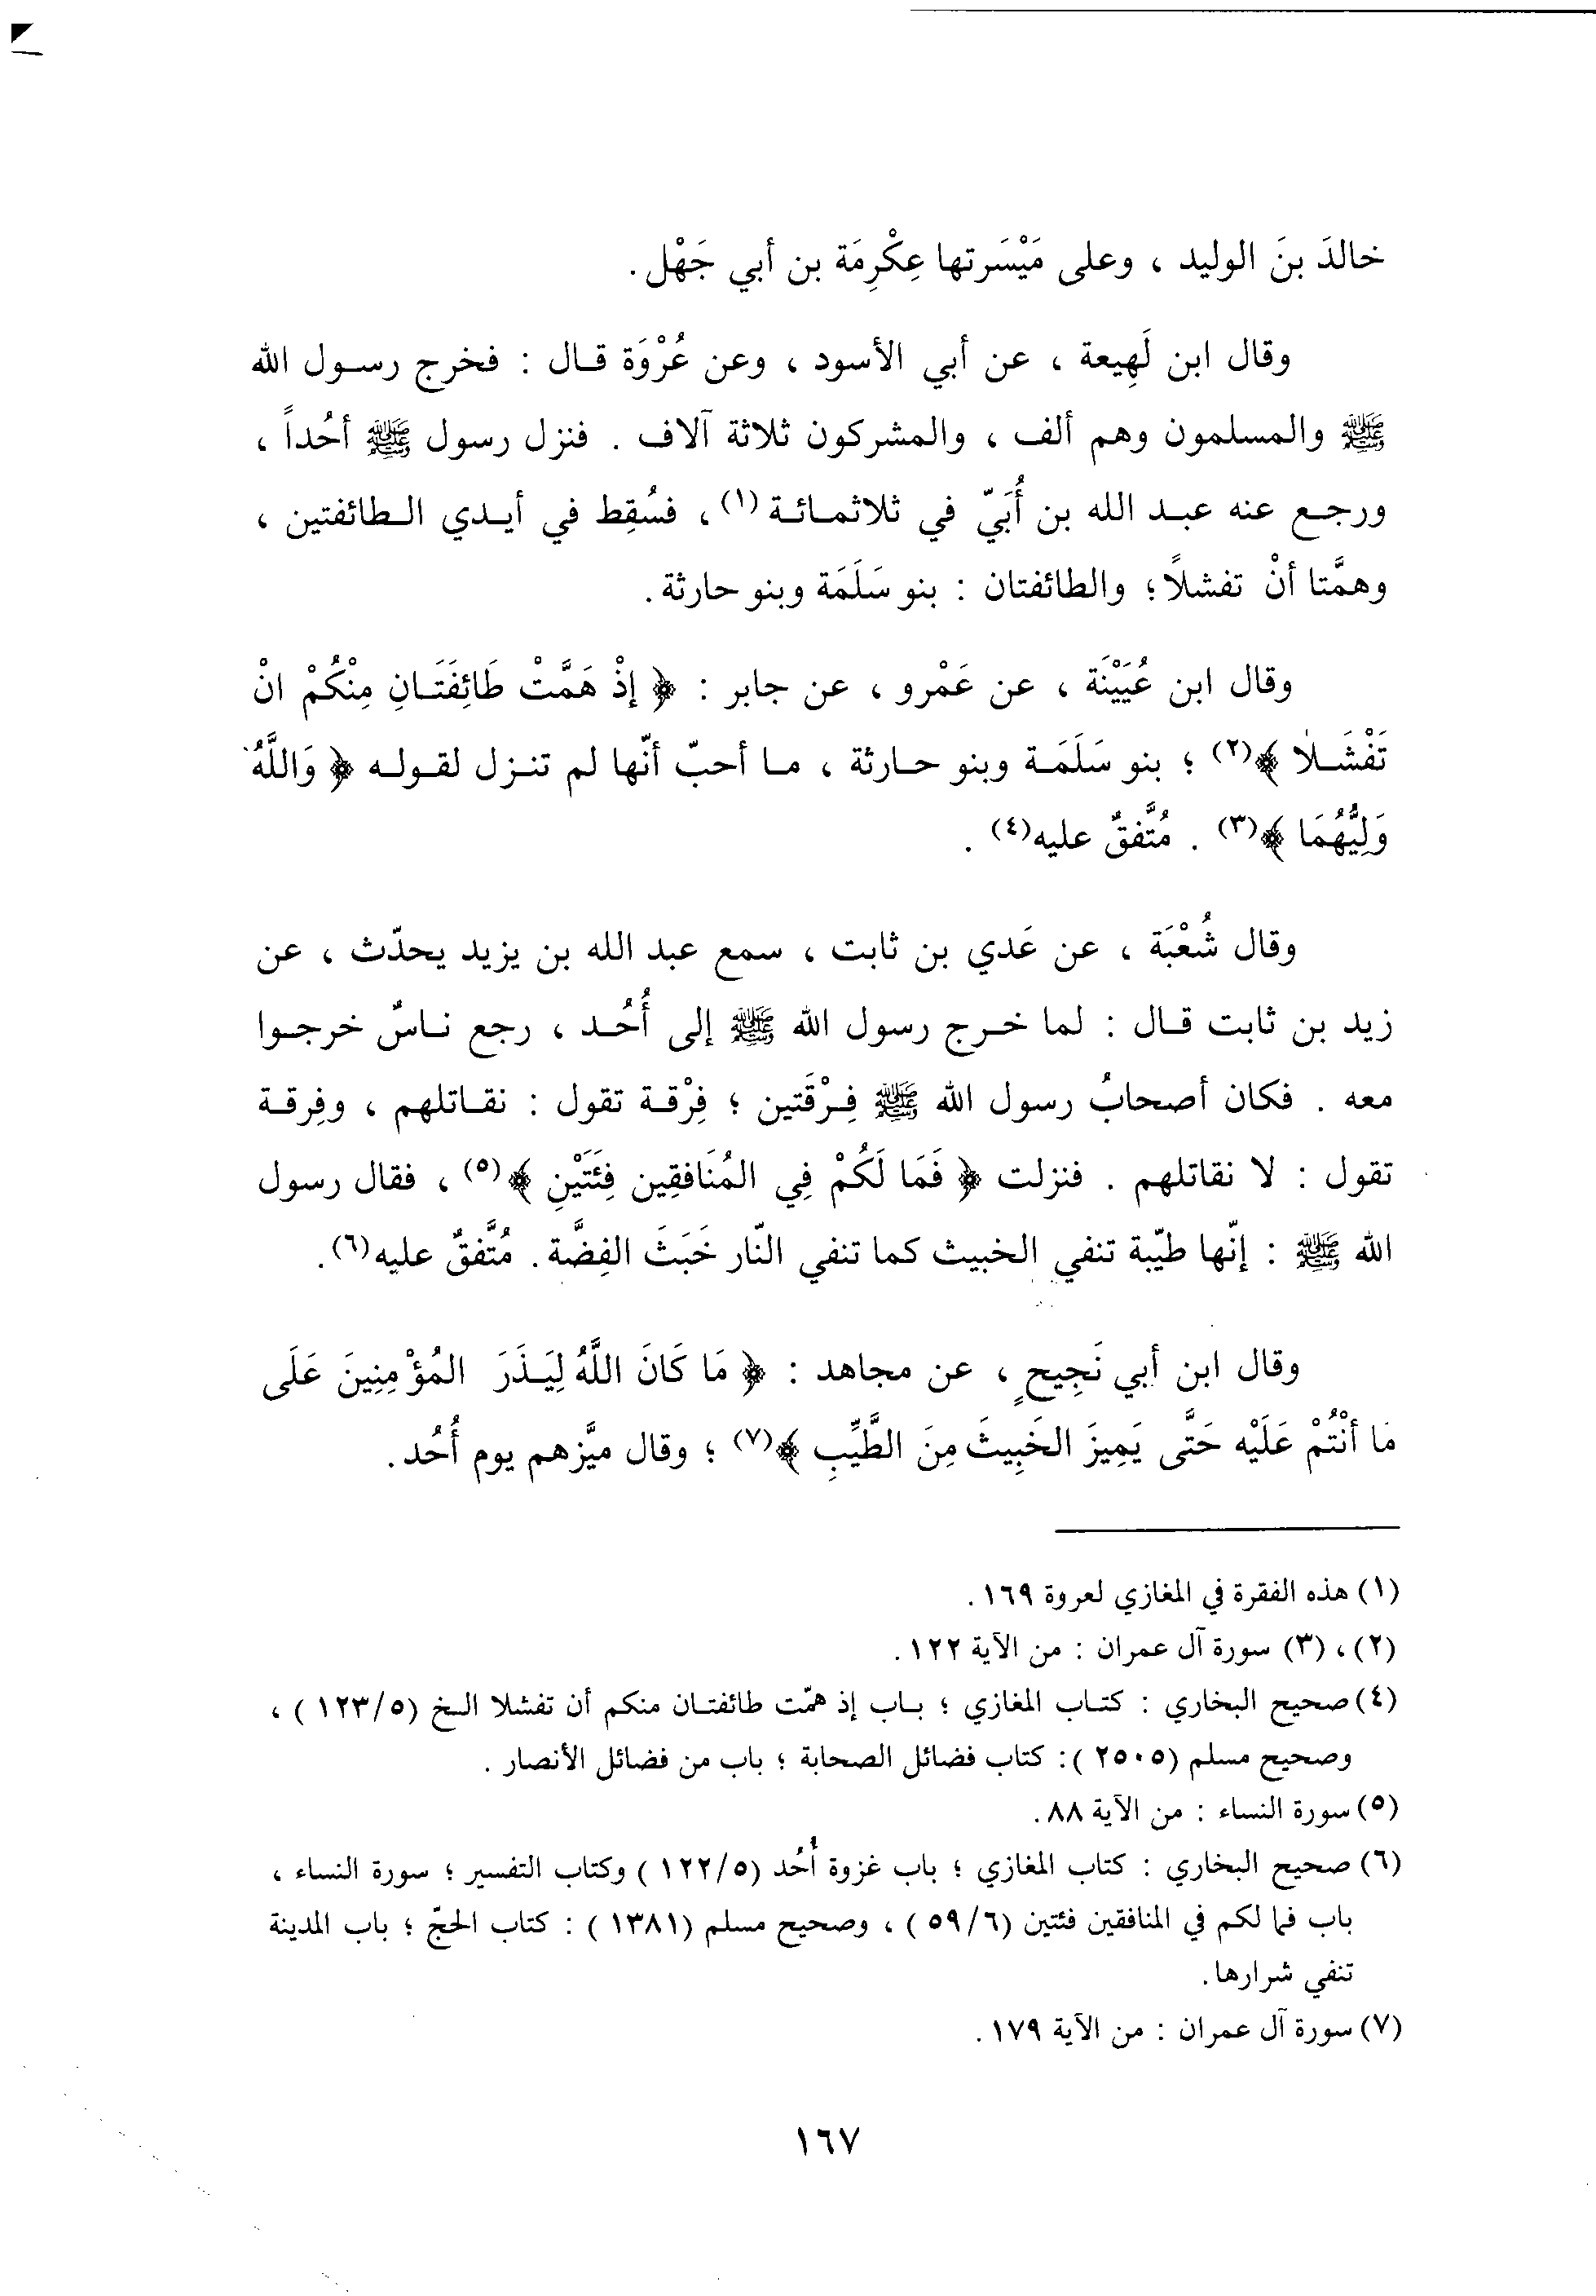 خالدَ بنَ الوليد ، وعلى مَيْسَرتها عِكْرِمَة بن أبي جَهْل.
وقال ابن لَهِيعة ، عن أبي الأسود ، وعن عُرْوَة قال : فخرج رسول الله
ﷺ والمسلمون وهم ألف ، والمشركون ثلاثة آلاف . فنزل رسول ﷺ أحُداً ،
ورجع عنه عبد الله بن أُبَيّ في ثلاثمائة (١) ، فسُقِط في أيدي الطائفتين ،
وهمَّتا أنْ تفشلاً ؛ والطائفتان : بنو سَلَمَة وبنو حارثة .
وقال ابن عُيَيْنَة ، عن عَمْرو ، عن جابر : ﴿ إذْ هَمَّتْ طَائِفَتَانِ مِنْكُمْ انْ
تَفْشَلا ﴾(٢) ؛ بنو سَلَمَة وبنو حارثة ، ما أحبّ أنّها لم تنزل لقوله ﴿ وَاللَّهُ
وَلِيُّهُمَا ﴾(٣) . مُتَّفقٌ عليه(٤) .
وقال شُعْبَة ، عن عَدي بن ثابت ، سمع عبد الله بن يزيد يحدّث ، عن
زيد بن ثابت قال : لما خرج رسول الله ﷺ إلى أُحُد ، رجع ناسٌ خرجوا
معه . فكان أصحابُ رسول الله ﷺ فِرْقَتين ؛ فِرْقة تقول : نقاتلهم ، وفِرقة
تقول : لا نقاتلهم . فنزلت ﴿ فَمَا لَكُمْ فِي المُنَافقِين فِئَتَيْنِ ﴾(٥) ، فقال رسول
الله ﷺ : إنّها طيّبة تنفي الخبيث كما تنفي النّار خَبَثَ الفِضَّة . مُتَّفقٌ عليه(٦).
وقال ابن أبي نَجِيحٍ ، عن مجاهد : ﴿ مَا كَانَ اللَّهُ لِيَذَرَ المُؤْمِنِينَ عَلَى
مَا أنْتُمْ عَلَيْه حَتَّى يَمِيزَ الخَبِيثَ مِنَ الطَّيِّبِ ﴾(٧) ؛ وقال ميَّزهم يوم أُحُد .
(١) هذه الفقرة في المغازي لعروة ١٦٩ .
(٢) ، (٣) سورة آل عمران : من الآية ١٢٢ .
(٤) صحيح البخاري : كتاب المغازي ؛ باب إذ همّت طائفتان منكم أن تفشلا الخ (١٢٣/٥ ) ،
وصحيح مسلم (٢٥٠٥ ): كتاب فضائل الصحابة ؛ باب من فضائل الأنصار .
(٥) سورة النساء : من الآية ٨٨ .
(٦) صحيح البخاري : كتاب المغازي ؛ باب غزوة أُحُد (١٢٢/٥ ) وكتاب التفسير ؛ سورة النساء ،
باب فما لكم في المنافقين فئتين (٥٩/٦ ) ، وصحيح مسلم (١٣٨١ ) : كتاب الحجّ ؛ باب المدينة
تنفي شرارها .
(٧) سورة آل عمران : من الآية ١٧٩ .
١٦٧